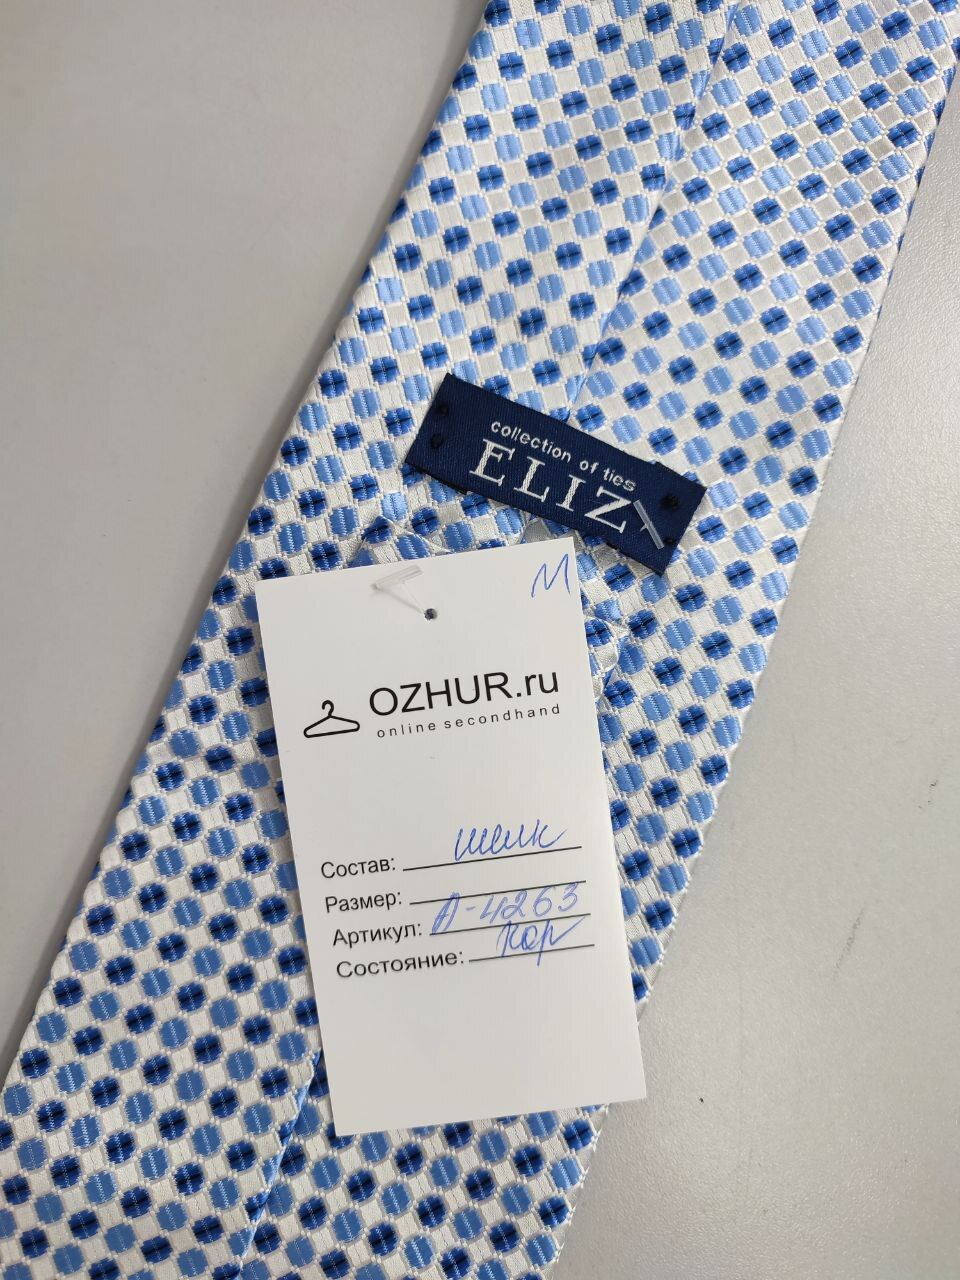 collection of ties
ELIZ
М
OZHUR.ru
online secondhand
Состав: шелк
Размер:
Артикул: А-4263
Состояние: хор